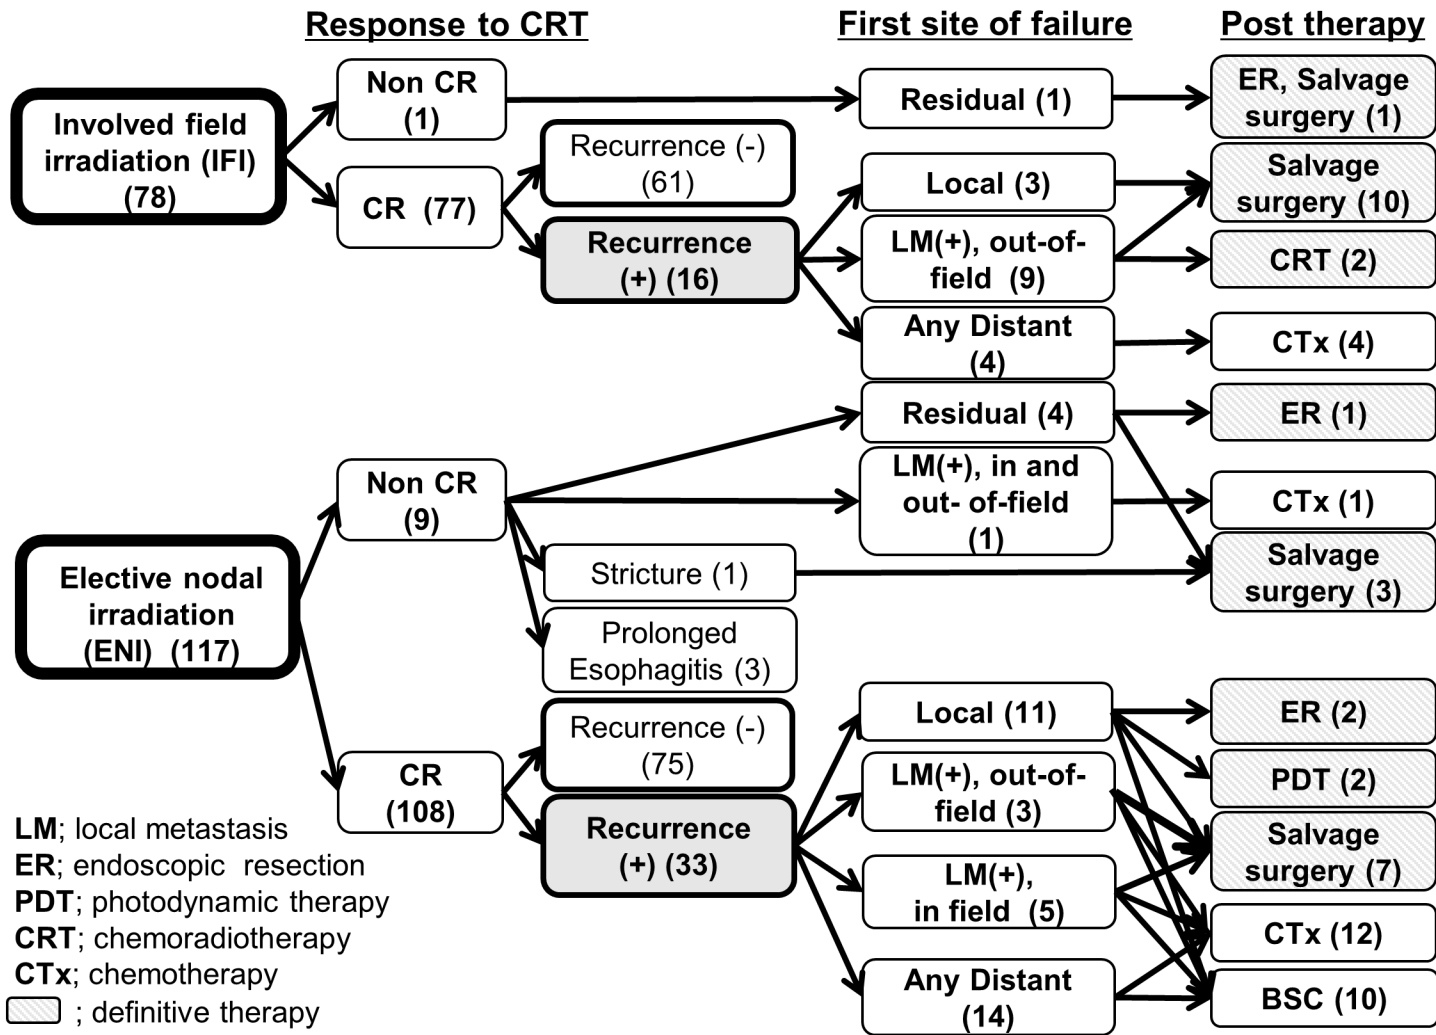 Response to CRT
First site of failure
Post therapy
Involved field
irradiation (IFI)
(78)
Non CR
(1)
Residual (1)
ER, Salvage
surgery (1)
CR (77)
Recurrence (-)
(61)
Recurrence
(+) (16)
Local (3)
Salvage
surgery (10)
LM(+), out-of-
field (9)
CRT (2)
Any Distant
(4)
CTx (4)
Elective nodal
irradiation
(ENI) (117)
Non CR
(9)
Residual (4)
ER (1)
LM(+), in and
out- of-field
(1)
CTx (1)
Stricture (1)
Salvage
surgery (3)
Prolonged
Esophagitis (3)
CR
(108)
Recurrence (-)
(75)
Recurrence
(+) (33)
Local (11)
ER (2)
PDT (2)
LM(+), out-of-
field (3)
Salvage
surgery (7)
LM(+),
in field (5)
CTx (12)
Any Distant
(14)
BSC (10)
LM; local metastasis
ER; endoscopic resection
PDT; photodynamic therapy
CRT; chemoradiotherapy
CTx; chemotherapy
; definitive therapy